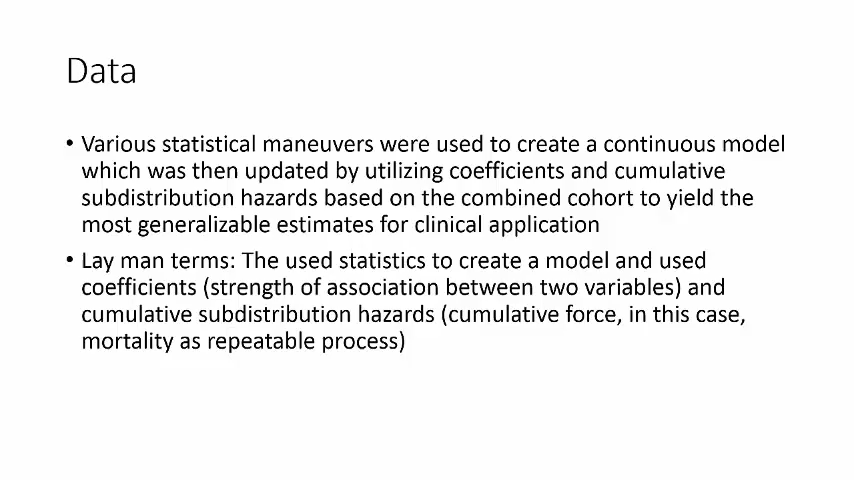 Data
• Various statistical maneuvers were used to create a continuous model
which was then updated by utilizing coefficients and cumulative
subdistribution hazards based on the combined cohort to yield the
most generalizable estimates for clinical application
• Lay man terms: The used statistics to create a model and used
coefficients (strength of association between two variables) and
cumulative subdistribution hazards (cumulative force, in this case,
mortality as repeatable process)